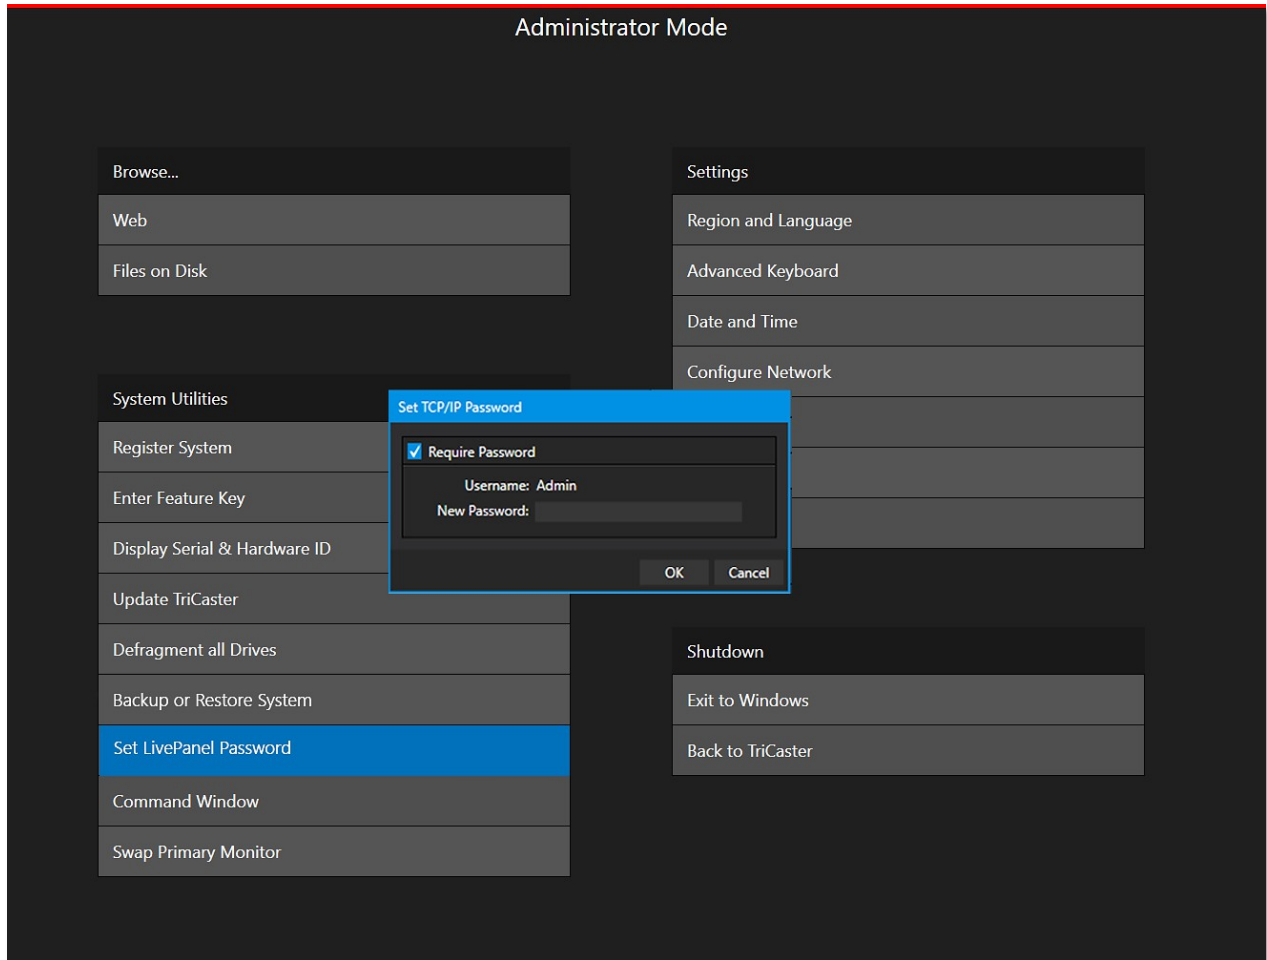 Administrator Mode
Browse...
Web
Files on Disk
System Utilities
Register System
Enter Feature Key
Display Serial & Hardware ID
Update TriCaster
Defragment all Drives
Backup or Restore System
Set LivePanel Password
Command Window
Swap Primary Monitor
Settings
Region and Language
Advanced Keyboard
Date and Time
Configure Network
Set TCP/IP Password
Require Password
Username: Admin
New Password:
OK Cancel
Shutdown
Exit to Windows
Back to TriCaster